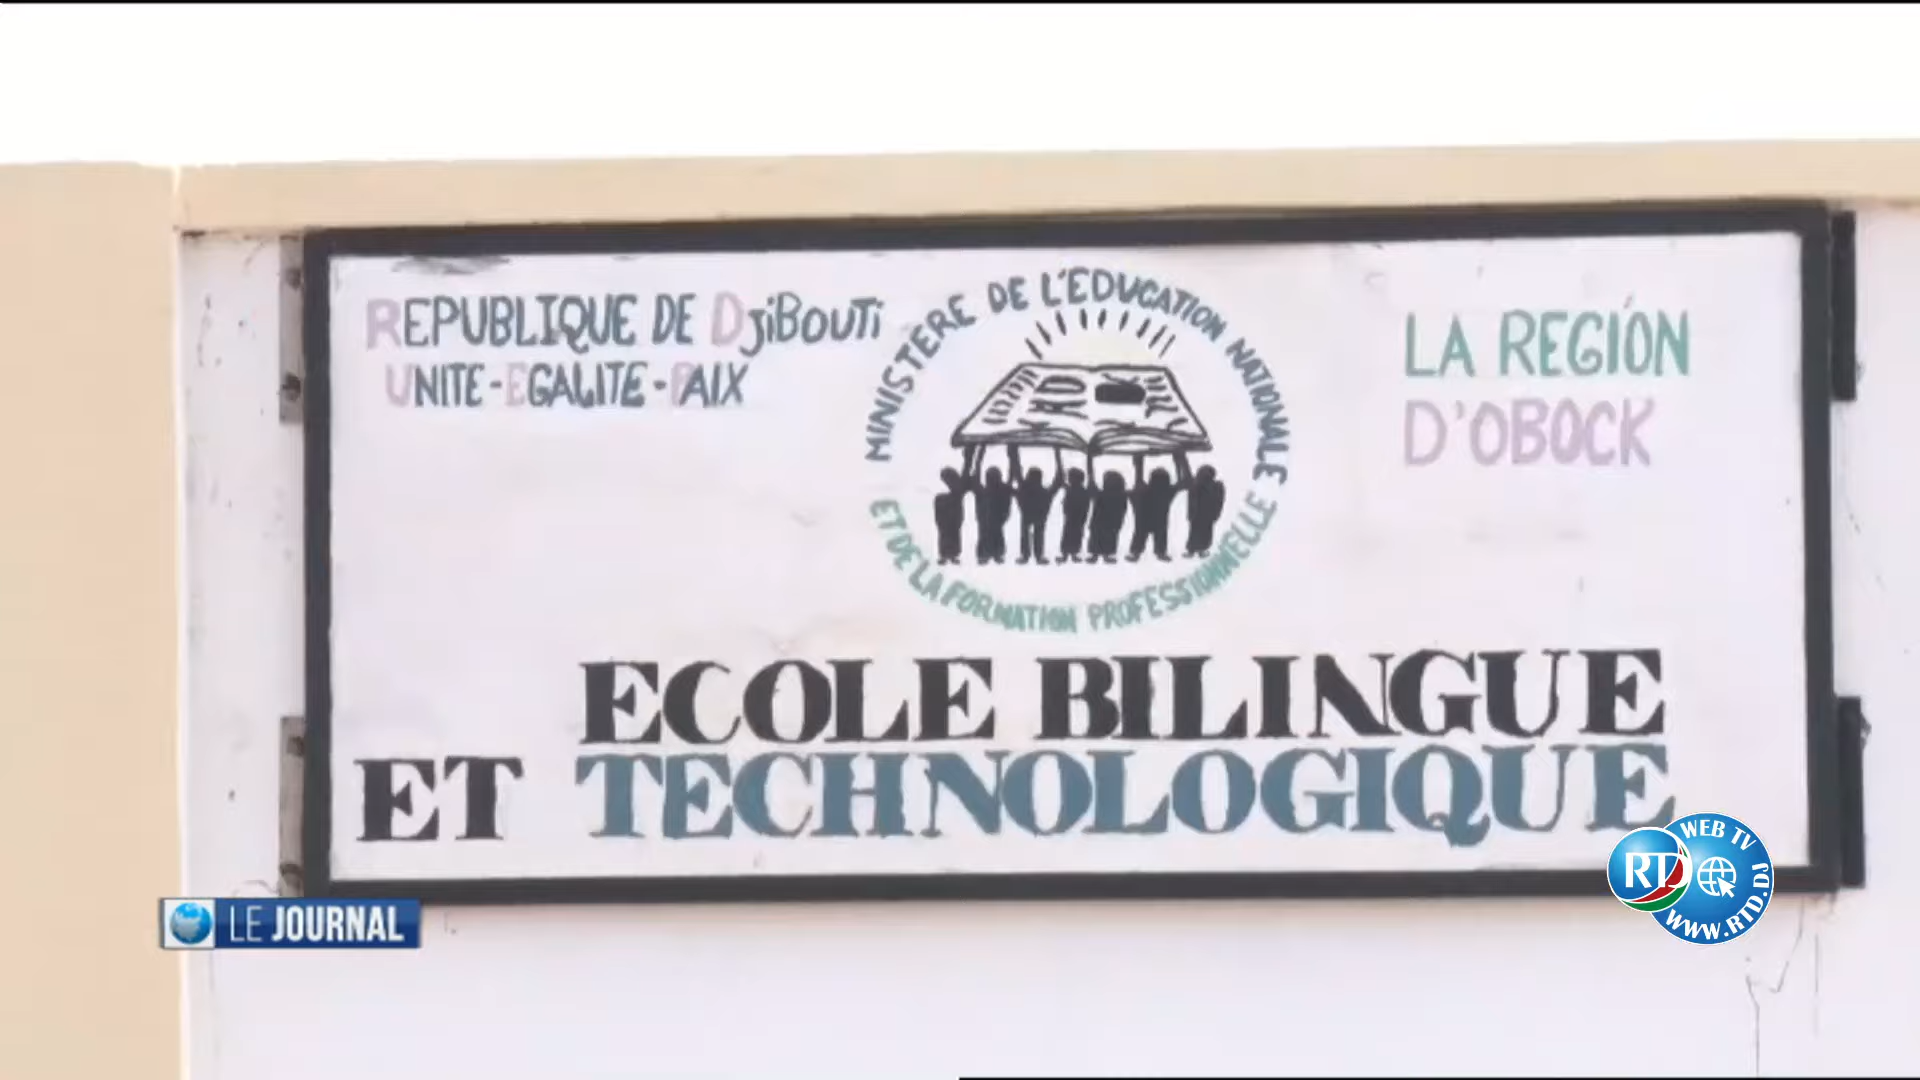 REPUBLIQUE DE DJiBOUTi
UNITE-EGALITE-PAIX
MINISTERE DE L'EDUCATION NATIONALE
ET DE LA FORMATION PROFESSIONNELLE
LA REGION
D'OBOCK
ECOLE BILINGUE
ET TECHNOLOGIQUE
LE JOURNAL
WEB TV
RTD
WWW.RTD.DJ